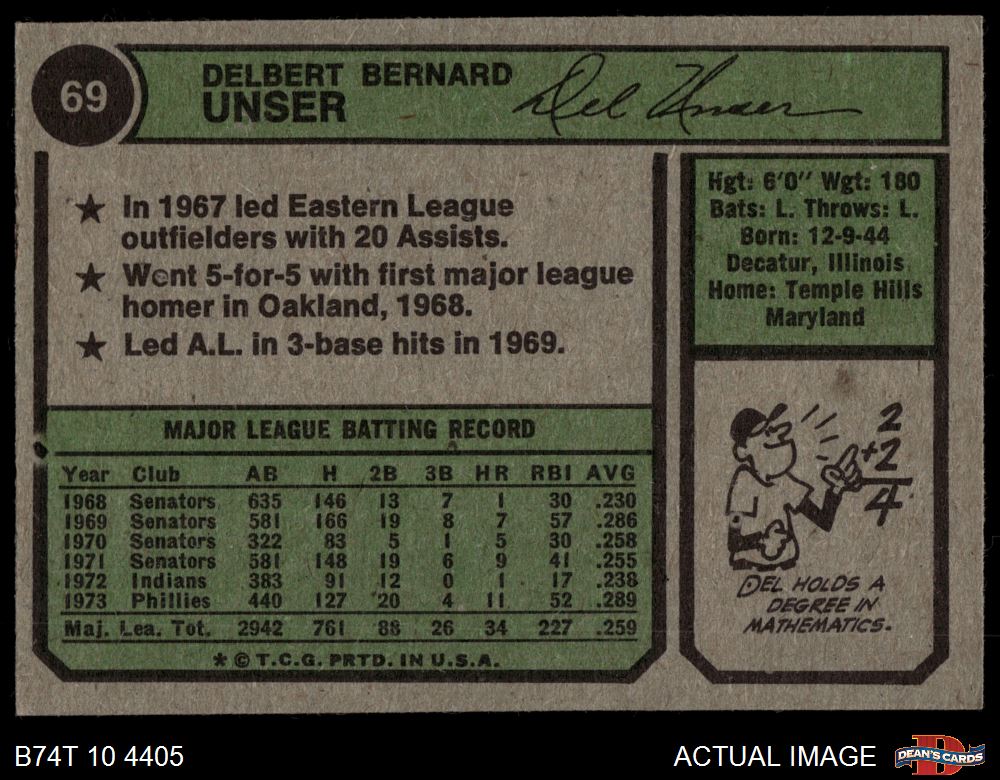 69
DELBERT BERNARD
UNSER
Del Unser
★ In 1967 led Eastern League
outfielders with 20 Assists.
★ Went 5-for-5 with first major league
homer in Oakland, 1968.
★ Led A.L. in 3-base hits in 1969.
Hgt: 6'0" Wgt: 180
Bats: L. Throws: L.
Born: 12-9-44
Decatur, Illinois
Home: Temple Hills
Maryland
MAJOR LEAGUE BATTING RECORD
Year Club AB H 2B 3B HR RBI AVG
1968 Senators 635 146 13 7 1 30 .230
1969 Senators 581 166 19 8 7 57 .286
1970 Senators 322 83 5 1 5 30 .258
1971 Senators 581 148 19 6 9 41 .255
1972 Indians 383 91 12 0 1 17 .238
1973 Phillies 440 127 20 4 11 52 .289
Maj. Lea. Tot. 2942 761 88 26 34 227 .259
* © T.C.G. PRTD. IN U.S.A.
2
+2
4
DEL HOLDS A
DEGREE IN
MATHEMATICS.
B74T 10 4405
ACTUAL IMAGE
DEAN'S CARDS